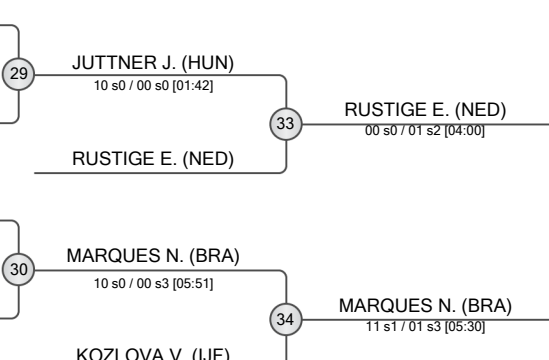 JUTTNER J. (HUN)
29
10 s0 / 00 s0 [01:42]
RUSTIGE E. (NED)
33
00 s0 / 01 s2 [04:00]
RUSTIGE E. (NED)
MARQUES N. (BRA)
30
10 s0 / 00 s3 [05:51]
MARQUES N. (BRA)
34
11 s1 / 01 s3 [05:30]
KOZLOVA V. (IJF)